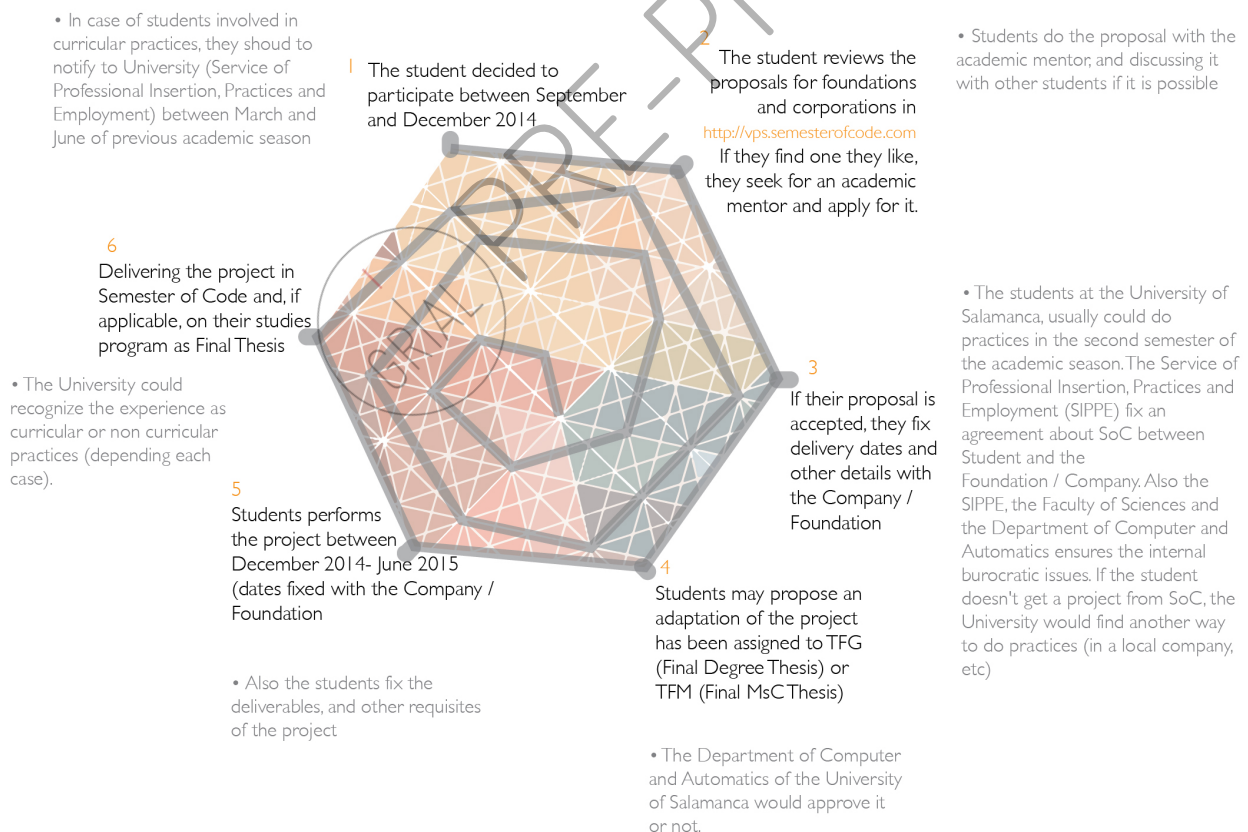 • In case of students involved in
curricular practices, they shoud to
notify to University (Service of
Professional Insertion, Practices and
Employment) between March and
June of previous academic season
1
The student decided to
participate between September
and December 2014
2
The student reviews the
proposals for foundations
and corporations in
http://vps.semesterofcode.com
If they find one they like,
they seek for an academic
mentor and apply for it.
• Students do the proposal with the
academic mentor, and discussing it
with other students if it is possible
3
If their proposal is
accepted, they fix
delivery dates and
other details with
the Company /
Foundation
• The students at the University of
Salamanca, usually could do
practices in the second semester of
the academic season. The Service of
Professional Insertion, Practices and
Employment (SIPPE) fix an
agreement about SoC between
Student and the
Foundation / Company. Also the
SIPPE, the Faculty of Sciences and
the Department of Computer and
Automatics ensures the internal
burocratic issues. If the student
doesn't get a project from SoC, the
University would find another way
to do practices (in a local company,
etc)
4
Students may propose an
adaptation of the project
has been assigned to TFG
(Final Degree Thesis) or
TFM (Final MsC Thesis)
• The Department of Computer
and Automatics of the University
of Salamanca would approve it
or not.
5
Students performs
the project between
December 2014- June 2015
(dates fixed with the Company /
Foundation
• Also the students fix the
deliverables, and other requisites
of the project
6
Delivering the project in
Semester of Code and, if
applicable, on their studies
program as Final Thesis
• The University could
recognize the experience as
curricular or non curricular
practices (depending each
case).
GRIAL
PRE-P